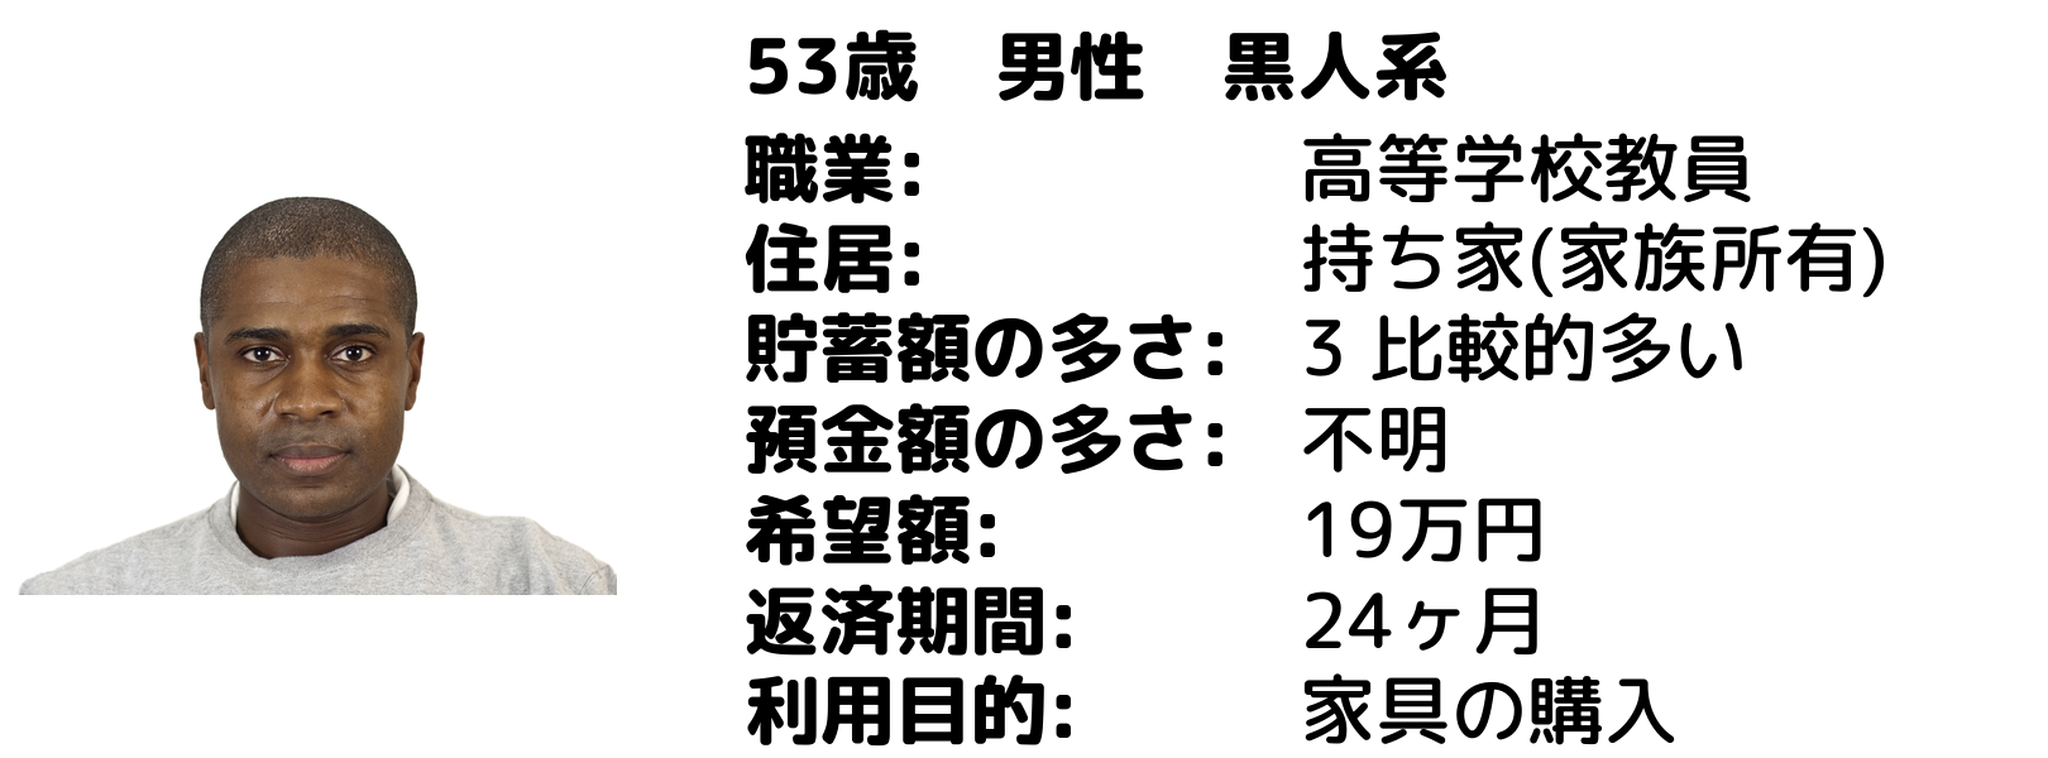 53歳　男性　黒人系
職業: 高等学校教員
住居: 持ち家(家族所有)
貯蓄額の多さ: 3 比較的多い
預金額の多さ: 不明
希望額: 19万円
返済期間: 24ヶ月
利用目的: 家具の購入